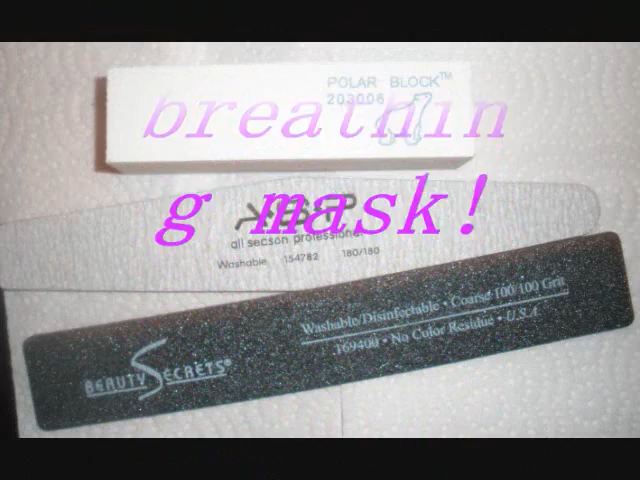 POLAR BLOCK™
203006
breathin
g mask!
all secson professional
Washable 154782 180/180
Washable/Disinfectable • Coarse 100/100 Grit
169400 • No Color Residue • U.S.A
BEAUTY SECRETS®